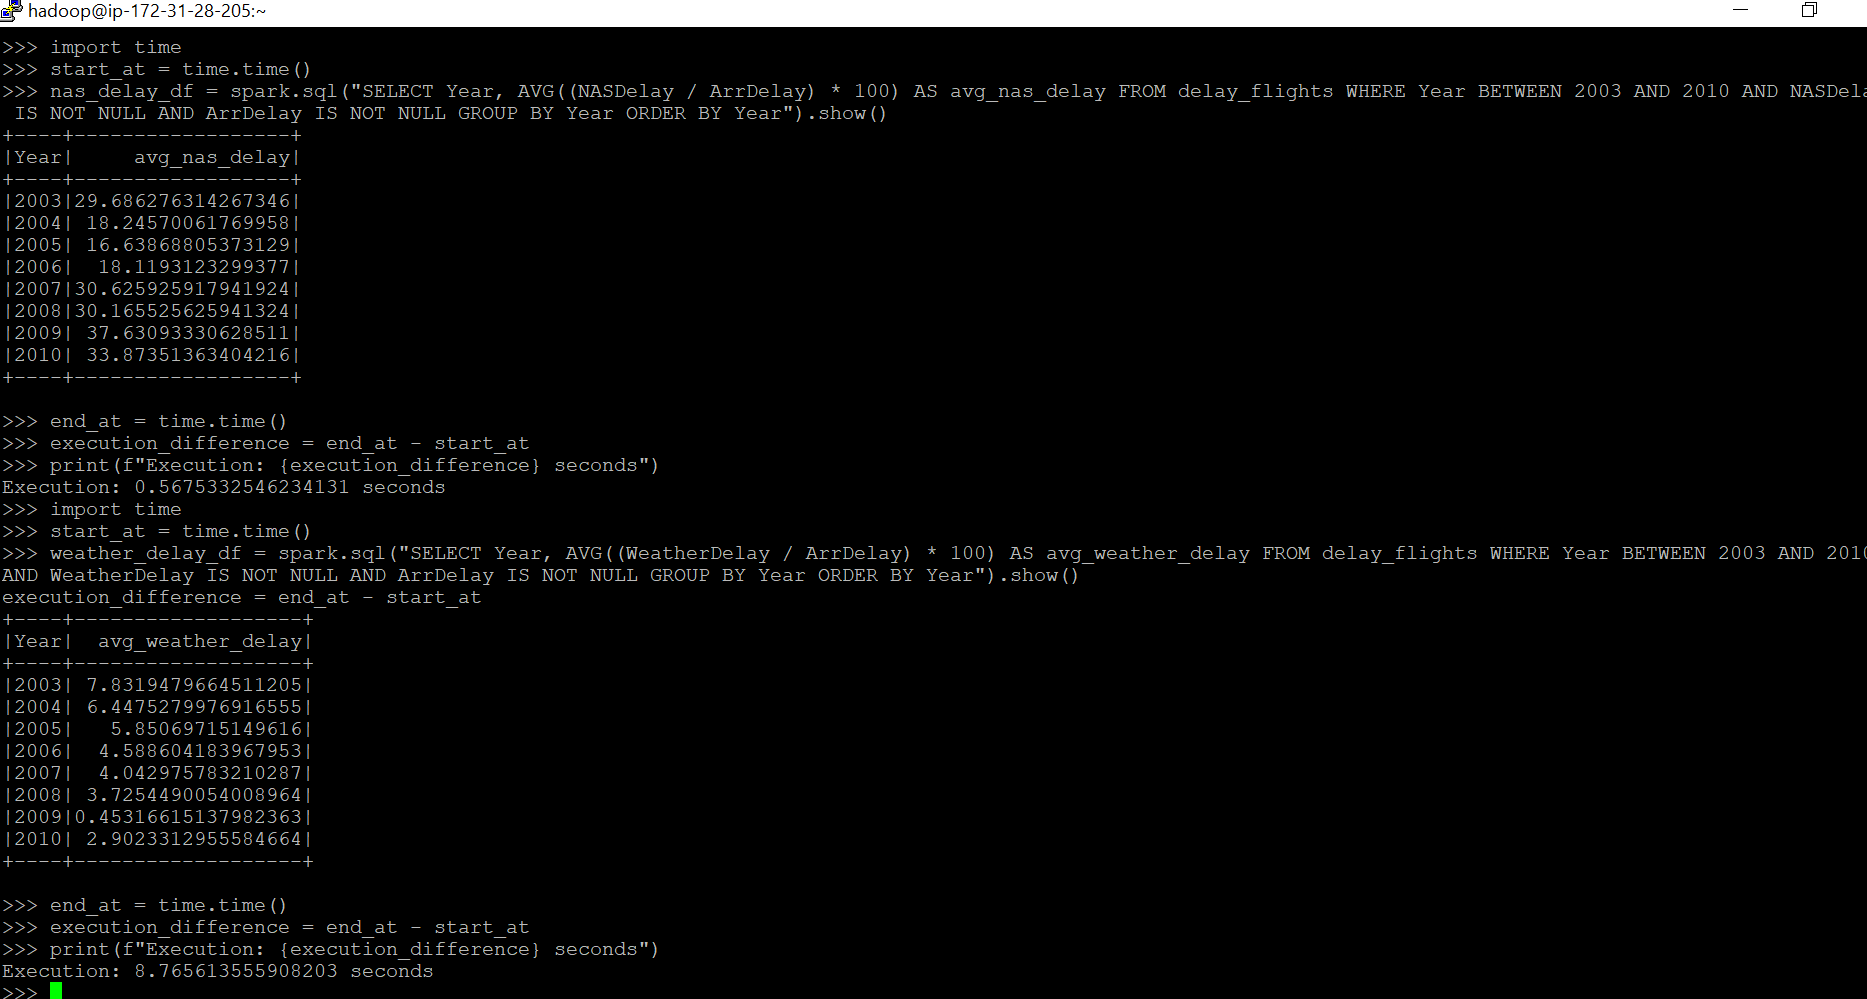 hadoop@ip-172-31-28-205:~
>>> import time
>>> start_at = time.time()
>>> nas_delay_df = spark.sql("SELECT Year, AVG((NASDelay / ArrDelay) * 100) AS avg_nas_delay FROM delay_flights WHERE Year BETWEEN 2003 AND 2010 AND NASDela
 IS NOT NULL AND ArrDelay IS NOT NULL GROUP BY Year ORDER BY Year").show()
+----+------------------+
|Year|     avg_nas_delay|
+----+------------------+
|2003|29.686276314267346|
|2004| 18.24570061769958|
|2005| 16.63868805373129|
|2006|  18.1193123299377|
|2007|30.625925917941924|
|2008|30.165525625941324|
|2009| 37.63093330628511|
|2010| 33.87351363404216|
+----+------------------+
>>> end_at = time.time()
>>> execution_difference = end_at - start_at
>>> print(f"Execution: {execution_difference} seconds")
Execution: 0.5675332546234131 seconds
>>> import time
>>> start_at = time.time()
>>> weather_delay_df = spark.sql("SELECT Year, AVG((WeatherDelay / ArrDelay) * 100) AS avg_weather_delay FROM delay_flights WHERE Year BETWEEN 2003 AND 2010
AND WeatherDelay IS NOT NULL AND ArrDelay IS NOT NULL GROUP BY Year ORDER BY Year").show()
execution_difference = end_at - start_at
+----+-------------------+
|Year|  avg_weather_delay|
+----+-------------------+
|2003| 7.8319479664511205|
|2004| 6.4475279976916555|
|2005|   5.85069715149616|
|2006|  4.588604183967953|
|2007|  4.042975783210287|
|2008| 3.7254490054008964|
|2009|0.45316615137982363|
|2010| 2.9023312955584664|
+----+-------------------+
>>> end_at = time.time()
>>> execution_difference = end_at - start_at
>>> print(f"Execution: {execution_difference} seconds")
Execution: 8.765613555908203 seconds
>>>